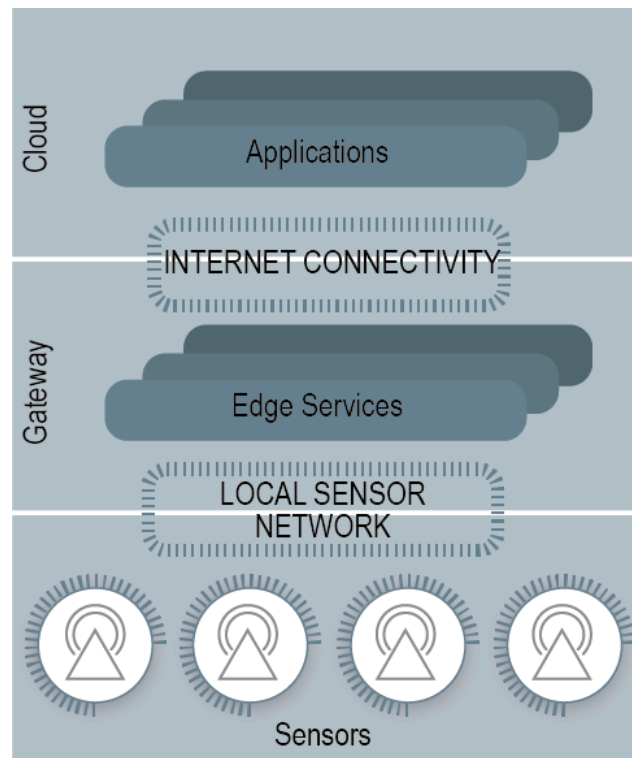 Cloud
Applications
INTERNET CONNECTIVITY
Gateway
Edge Services
LOCAL SENSOR
NETWORK
Sensors